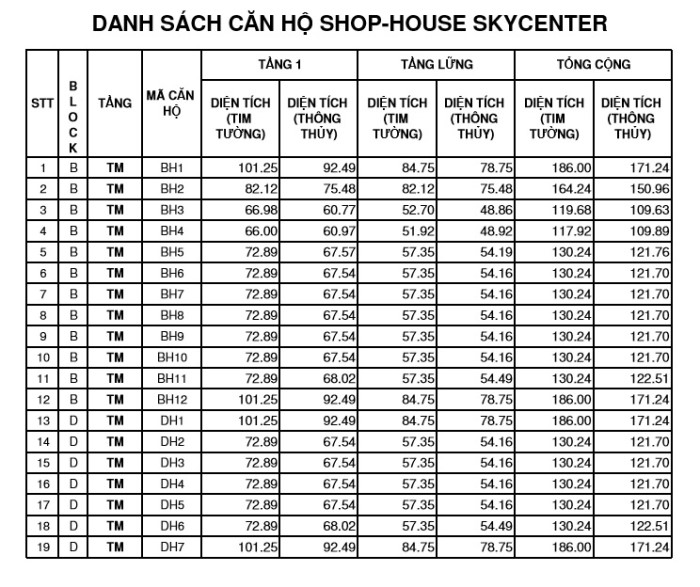 DANH SÁCH CĂN HỘ SHOP-HOUSE SKYCENTER
STT BLOCK TẦNG MÃ CĂN HỘ TẦNG 1 TẦNG LỮNG TỔNG CỘNG
DIỆN TÍCH (TIM TƯỜNG) DIỆN TÍCH (THÔNG THỦY) DIỆN TÍCH (TIM TƯỜNG) DIỆN TÍCH (THÔNG THỦY) DIỆN TÍCH (TIM TƯỜNG) DIỆN TÍCH (THÔNG THỦY)
1 B TM BH1 101.25 92.49 84.75 78.75 186.00 171.24
2 B TM BH2 82.12 75.48 82.12 75.48 164.24 150.96
3 B TM BH3 66.98 60.77 52.70 48.86 119.68 109.63
4 B TM BH4 66.00 60.97 51.92 48.92 117.92 109.89
5 B TM BH5 72.89 67.57 57.35 54.19 130.24 121.76
6 B TM BH6 72.89 67.54 57.35 54.16 130.24 121.70
7 B TM BH7 72.89 67.54 57.35 54.16 130.24 121.70
8 B TM BH8 72.89 67.54 57.35 54.16 130.24 121.70
9 B TM BH9 72.89 67.54 57.35 54.16 130.24 121.70
10 B TM BH10 72.89 67.54 57.35 54.16 130.24 121.70
11 B TM BH11 72.89 68.02 57.35 54.49 130.24 122.51
12 B TM BH12 101.25 92.49 84.75 78.75 186.00 171.24
13 D TM DH1 101.25 92.49 84.75 78.75 186.00 171.24
14 D TM DH2 72.89 67.54 57.35 54.16 130.24 121.70
15 D TM DH3 72.89 67.54 57.35 54.16 130.24 121.70
16 D TM DH4 72.89 67.54 57.35 54.16 130.24 121.70
17 D TM DH5 72.89 67.54 57.35 54.16 130.24 121.70
18 D TM DH6 72.89 68.02 57.35 54.49 130.24 122.51
19 D TM DH7 101.25 92.49 84.75 78.75 186.00 171.24